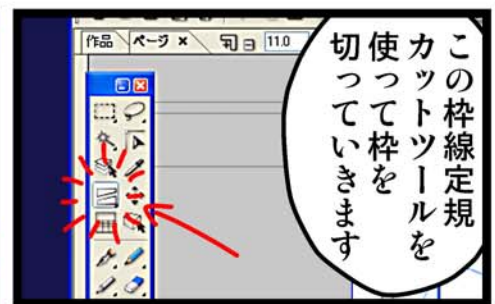 作品 ページ × 11.0
この枠線定規
カットツールを
使って枠を
切っていきます